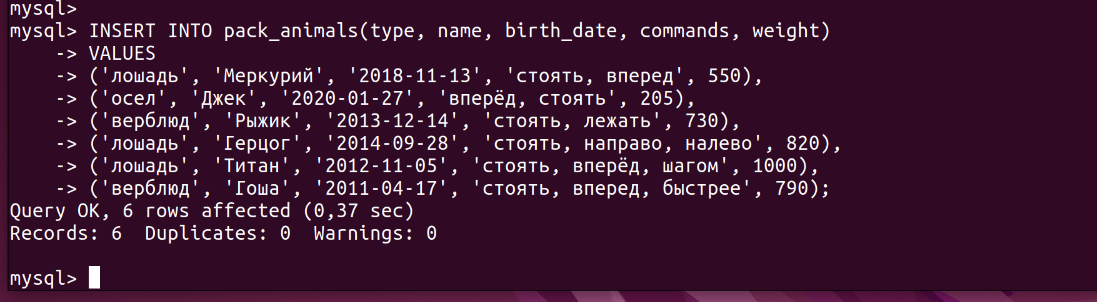 mysql>
mysql> INSERT INTO pack_animals(type, name, birth_date, commands, weight)
    -> VALUES
    -> ('лошадь', 'Меркурий', '2018-11-13', 'стоять, вперед', 550),
    -> ('осел', 'Джек', '2020-01-27', 'вперёд, стоять', 205),
    -> ('верблюд', 'Рыжик', '2013-12-14', 'стоять, лежать', 730),
    -> ('лошадь', 'Герцог', '2014-09-28', 'стоять, направо, налево', 820),
    -> ('лошадь', 'Титан', '2012-11-05', 'стоять, вперёд, шагом', 1000),
    -> ('верблюд', 'Гоша', '2011-04-17', 'стоять, вперед, быстрее', 790);
Query OK, 6 rows affected (0,37 sec)
Records: 6  Duplicates: 0  Warnings: 0
mysql>